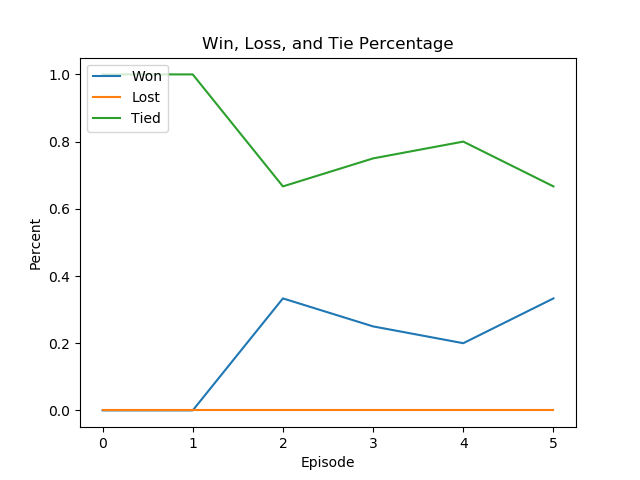 Win, Loss, and Tie Percentage
Won
Lost
Tied
1.0
0.8
0.6
0.4
0.2
0.0
Percent
0 1 2 3 4 5
Episode